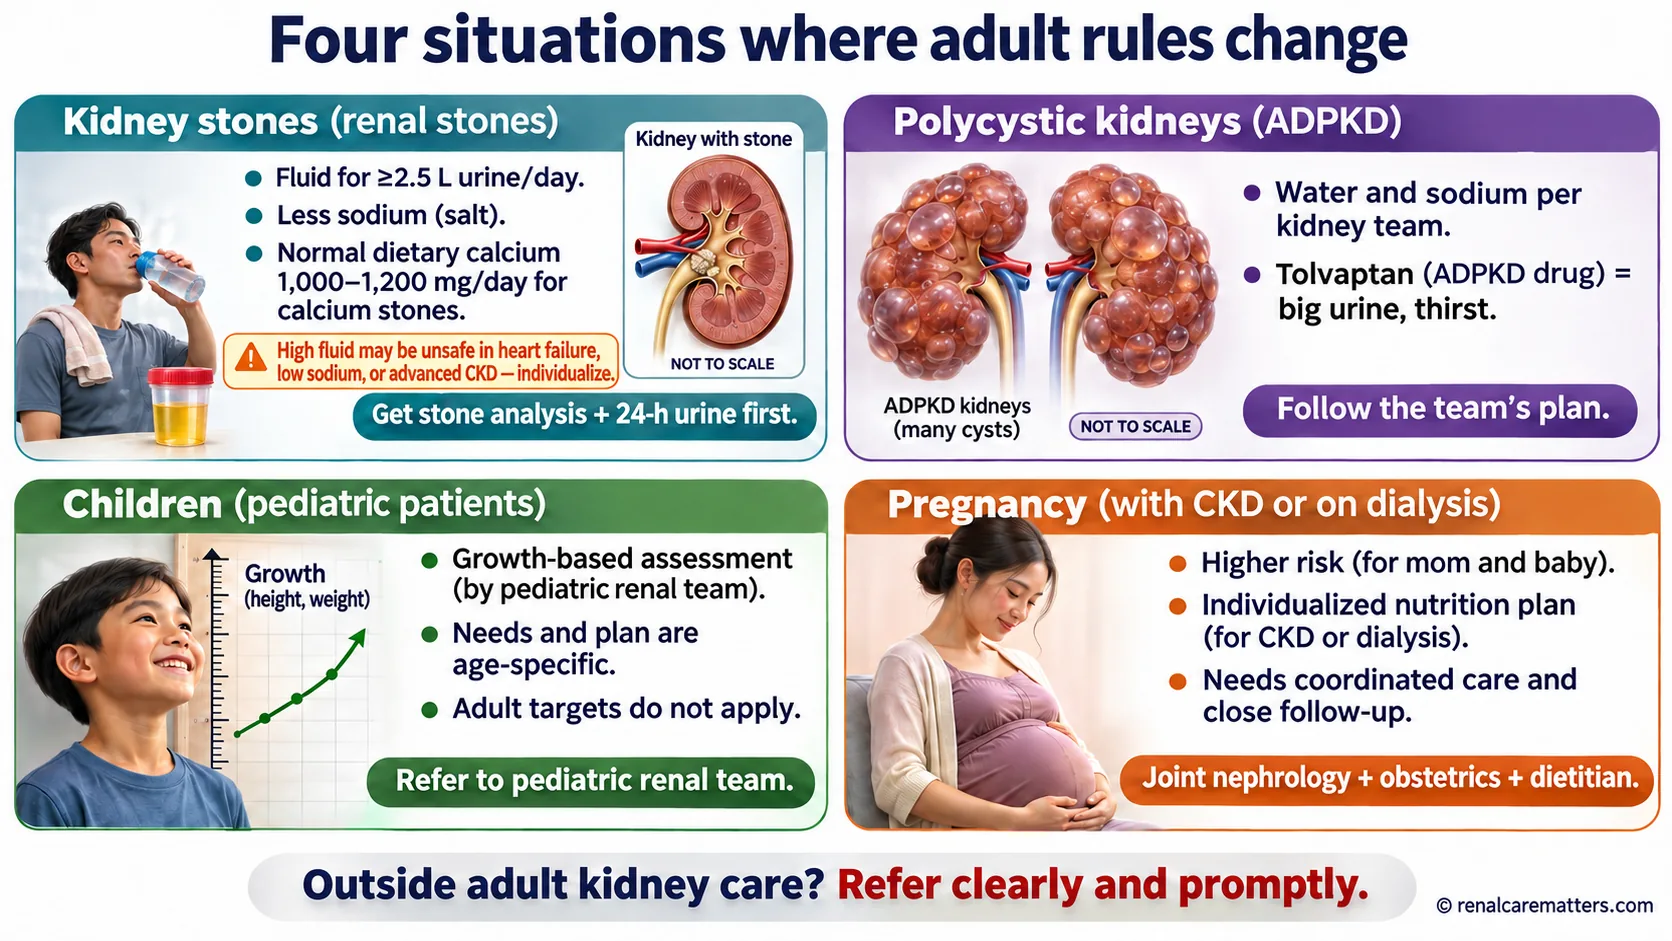 Four situations where adult rules change
Kidney stones (renal stones)
Fluid for ≥2.5 L urine/day.
Less sodium (salt).
Normal dietary calcium
1,000–1,200 mg/day for
calcium stones.
High fluid may be unsafe in heart failure,
low sodium, or advanced CKD – individualize.
Get stone analysis + 24-h urine first.
Kidney with stone
NOT TO SCALE
Polycystic kidneys (ADPKD)
Water and sodium per
kidney team.
Tolvaptan (ADPKD drug) =
big urine, thirst.
ADPKD kidneys
(many cysts)
NOT TO SCALE
Follow the team's plan.
Children (pediatric patients)
Growth
(height, weight)
Growth-based assessment
(by pediatric renal team).
Needs and plan are
age-specific.
Adult targets do not apply.
Refer to pediatric renal team.
Pregnancy (with CKD or on dialysis)
Higher risk (for mom and baby).
Individualized nutrition plan
(for CKD or dialysis).
Needs coordinated care and
close follow-up.
Joint nephrology + obstetrics + dietitian.
Outside adult kidney care? Refer clearly and promptly.
© renalcarematters.com